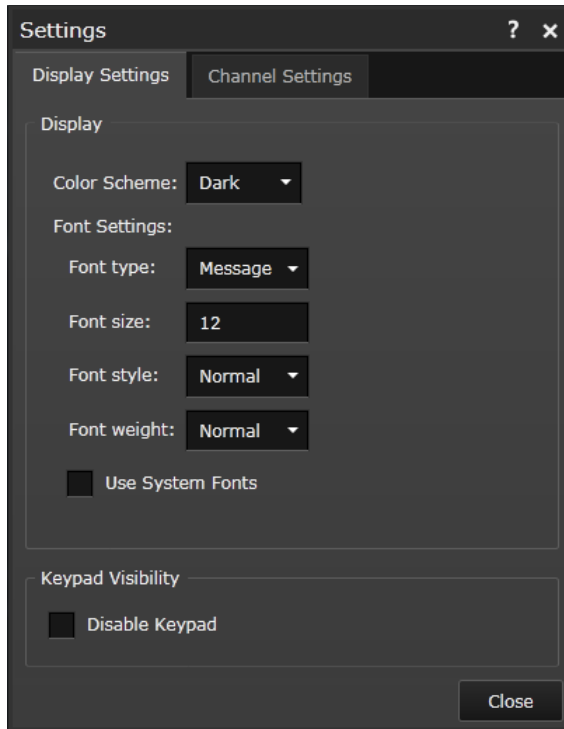 Settings ? ×
Display Settings Channel Settings
Display
Color Scheme: Dark
Font Settings:
Font type: Message
Font size: 12
Font style: Normal
Font weight: Normal
Use System Fonts
Keypad Visibility
Disable Keypad
Close